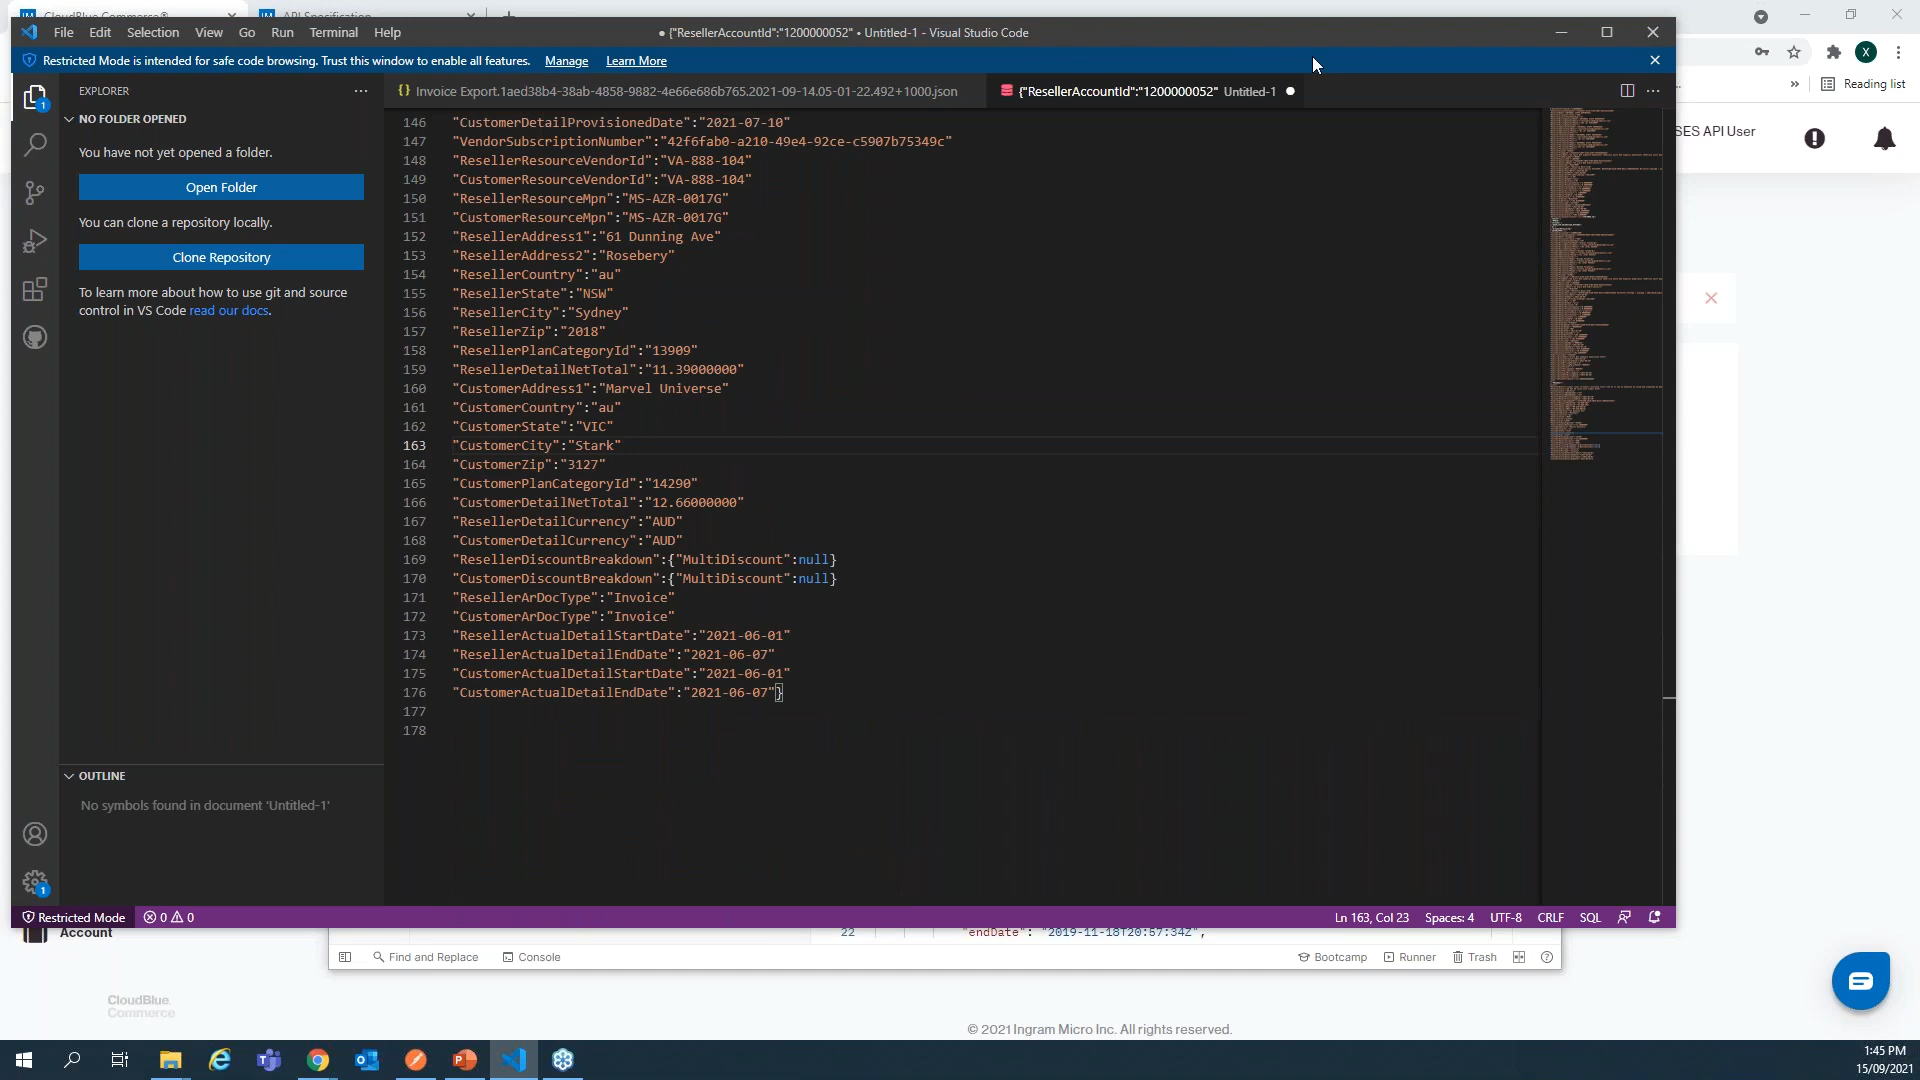 CloudBlue Commerce®
API Specification
File Edit Selection View Go Run Terminal Help
● {"ResellerAccountId":"1200000052" • Untitled-1 - Visual Studio Code
Restricted Mode is intended for safe code browsing. Trust this window to enable all features. Manage Learn More
X
Reading list
EXPLORER
Invoice Export.1aed38b4-38ab-4858-9882-4e66e686b765.2021-09-14.05-01-22.492+1000.json
{"ResellerAccountId":"1200000052" Untitled-1
NO FOLDER OPENED
You have not yet opened a folder.
Open Folder
You can clone a repository locally.
Clone Repository
To learn more about how to use git and source
control in VS Code read our docs.
SES API User
146 "CustomerDetailProvisionedDate":"2021-07-10"
147 "VendorSubscriptionNumber":"42f6fab0-a210-49e4-92ce-c5907b75349c"
148 "ResellerResourceVendorId":"VA-888-104"
149 "CustomerResourceVendorId":"VA-888-104"
150 "ResellerResourceMpn":"MS-AZR-0017G"
151 "CustomerResourceMpn":"MS-AZR-0017G"
152 "ResellerAddress1":"61 Dunning Ave"
153 "ResellerAddress2":"Rosebery"
154 "ResellerCountry":"au"
155 "ResellerState":"NSW"
156 "ResellerCity":"Sydney"
157 "ResellerZip":"2018"
158 "ResellerPlanCategoryId":"13909"
159 "ResellerDetailNetTotal":"11.39000000"
160 "CustomerAddress1":"Marvel Universe"
161 "CustomerCountry":"au"
162 "CustomerState":"VIC"
163 "CustomerCity":"Stark"
164 "CustomerZip":"3127"
165 "CustomerPlanCategoryId":"14290"
166 "CustomerDetailNetTotal":"12.66000000"
167 "ResellerDetailCurrency":"AUD"
168 "CustomerDetailCurrency":"AUD"
169 "ResellerDiscountBreakdown":{"MultiDiscount":null}
170 "CustomerDiscountBreakdown":{"MultiDiscount":null}
171 "ResellerArDocType":"Invoice"
172 "CustomerArDocType":"Invoice"
173 "ResellerActualDetailStartDate":"2021-06-01"
174 "ResellerActualDetailEndDate":"2021-06-07"
175 "CustomerActualDetailStartDate":"2021-06-01"
176 "CustomerActualDetailEndDate":"2021-06-07"}
177
178
OUTLINE
No symbols found in document 'Untitled-1'
1
1
Restricted Mode 0 0 Ln 163, Col 23 Spaces: 4 UTF-8 CRLF SQL
Account
22 "endDate": "2019-11-18T20:57:34Z",
Find and Replace Console Bootcamp Runner Trash
CloudBlue
Commerce
© 2021 Ingram Micro Inc. All rights reserved.
1:45 PM
15/09/2021